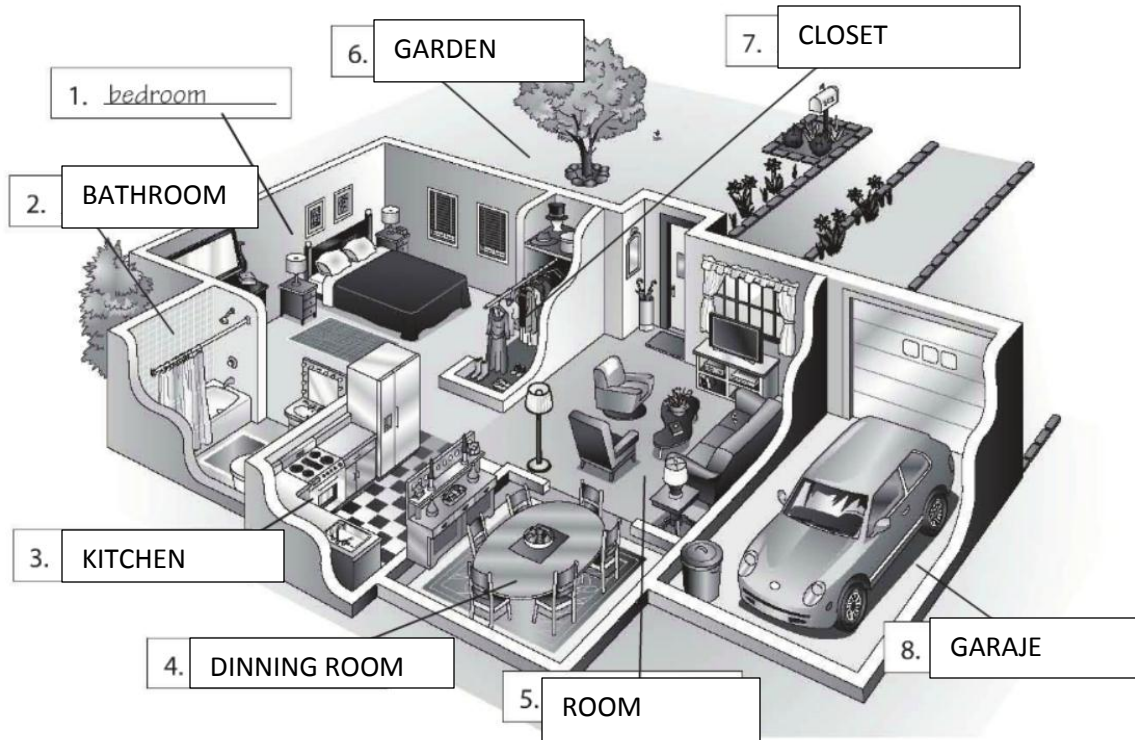 6. GARDEN
7. CLOSET
1. bedroom
2. BATHROOM
3. KITCHEN
4. DINNING ROOM
5. ROOM
8. GARAJE